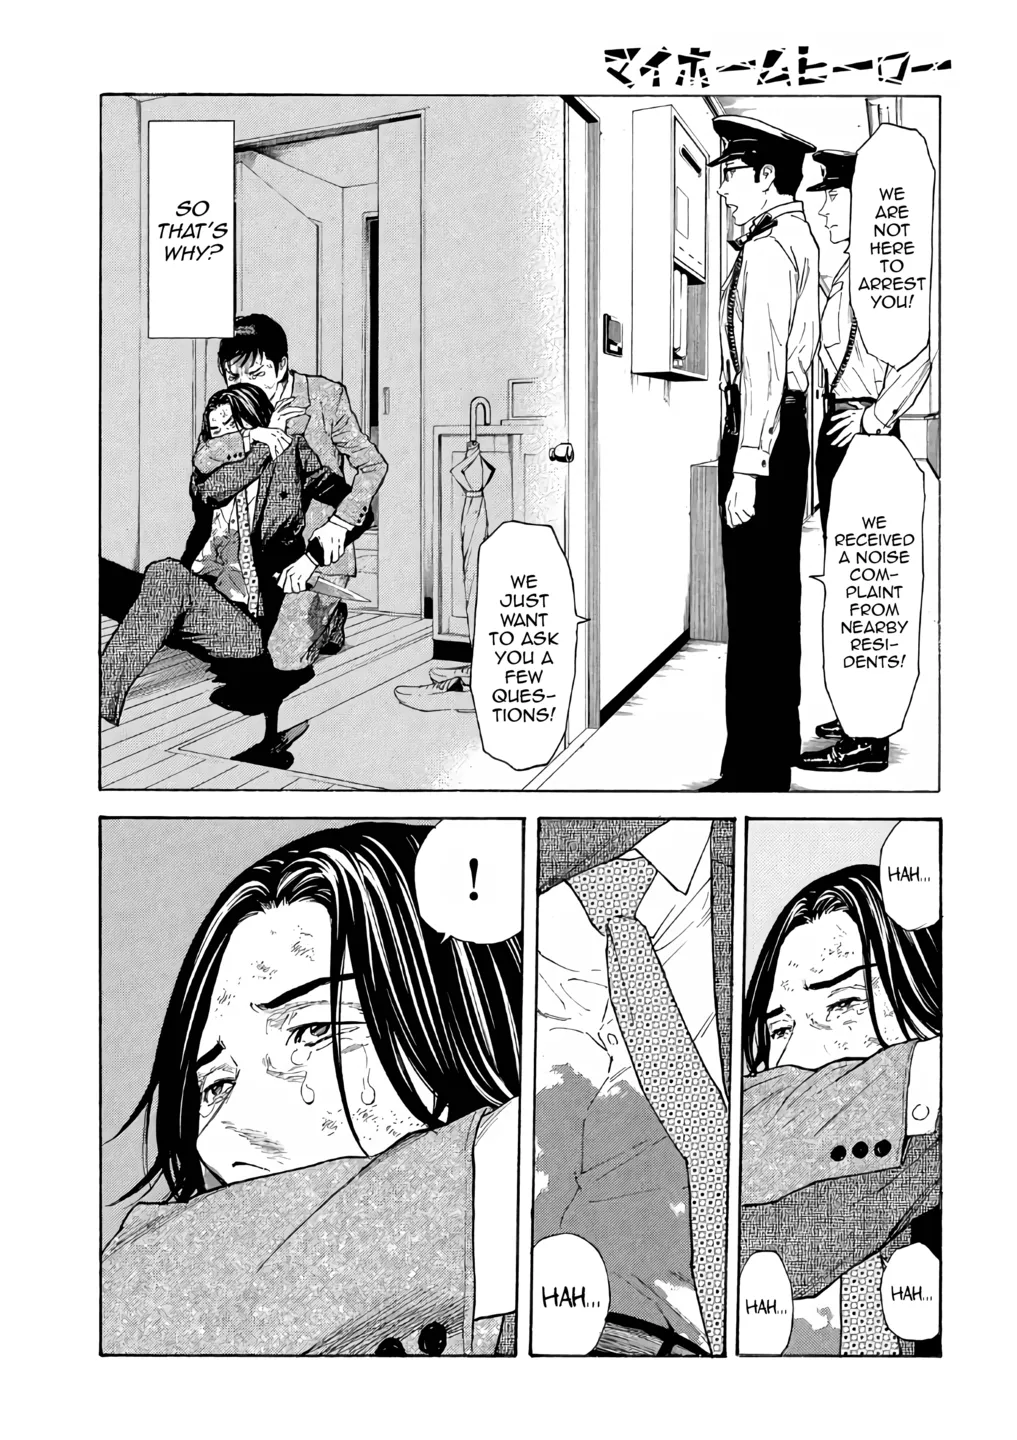 マイホームヒーロー
WE
ARE
NOT
HERE
TO
ARREST
YOU!
WE
RECEIVED
A NOISE
COM-
PLAINT
FROM
NEARBY
RESI-
DENTS!
WE
JUST
WANT
TO ASK
YOU A
FEW
QUES-
TIONS!
SO
THAT'S
WHY?
HAH...
HAH...
HAH...
HAH...
!